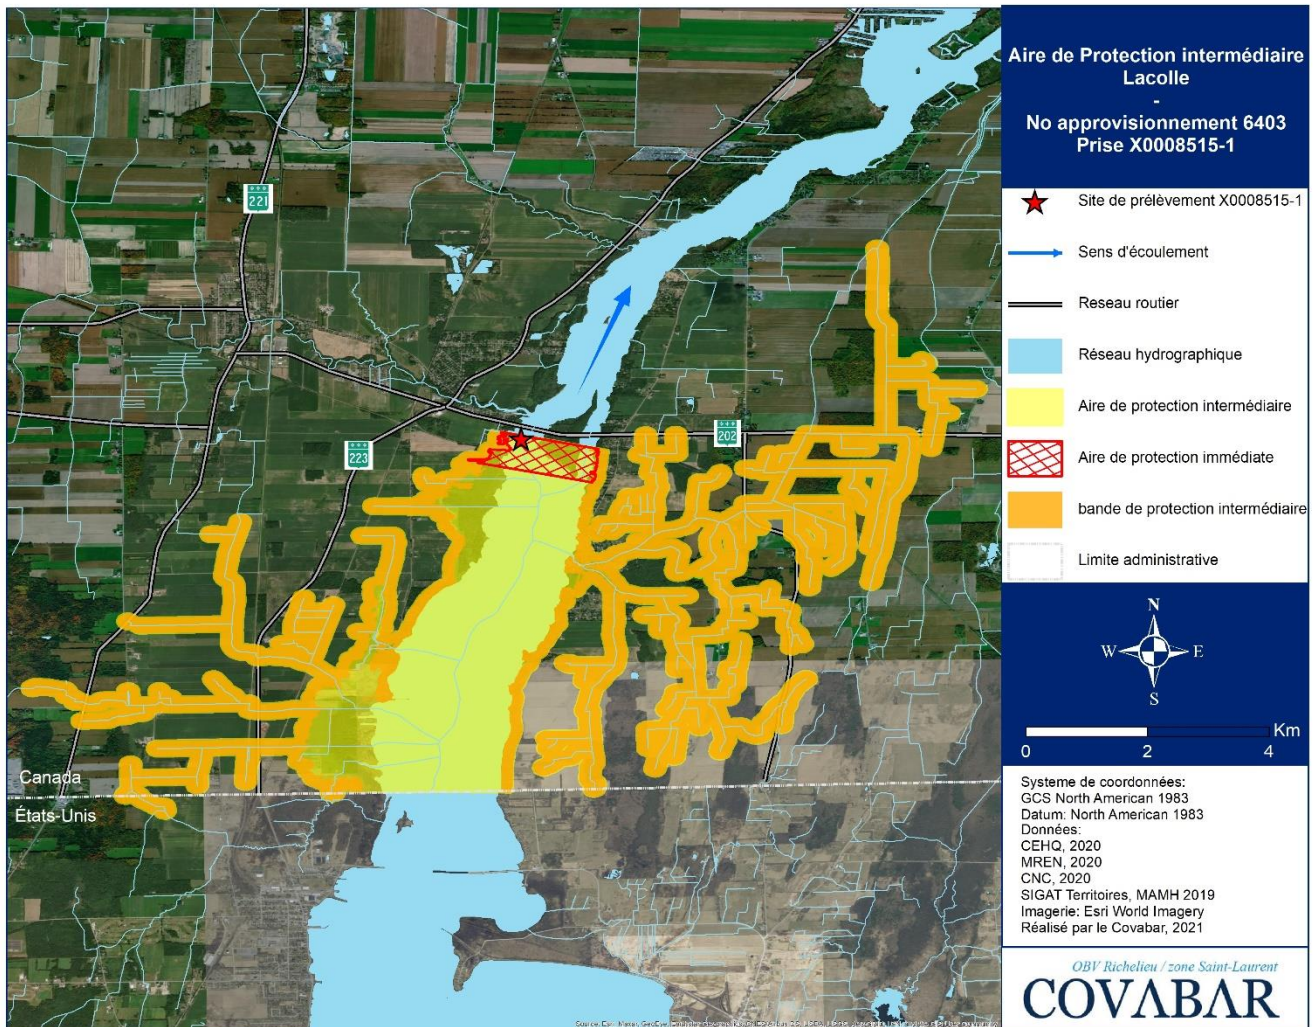 Aire de Protection intermédiaire
Lacolle
-
No approvisionnement 6403
Prise X0008515-1
Site de prélèvement X0008515-1
Sens d'écoulement
Reseau routier
Réseau hydrographique
Aire de protection intermédiaire
Aire de protection immédiate
bande de protection intermédiaire
Limite administrative
221
223
202
Canada
États-Unis
N
W E
S
Km
0 2 4
Systeme de coordonnées:
GCS North American 1983
Datum: North American 1983
Données:
CEHQ, 2020
MREN, 2020
CNC, 2020
SIGAT Territoires, MAMH 2019
Imagerie: Esri World Imagery
Réalisé par le Covabar, 2021
OBV Richelieu / zone Saint-Laurent
COVABAR